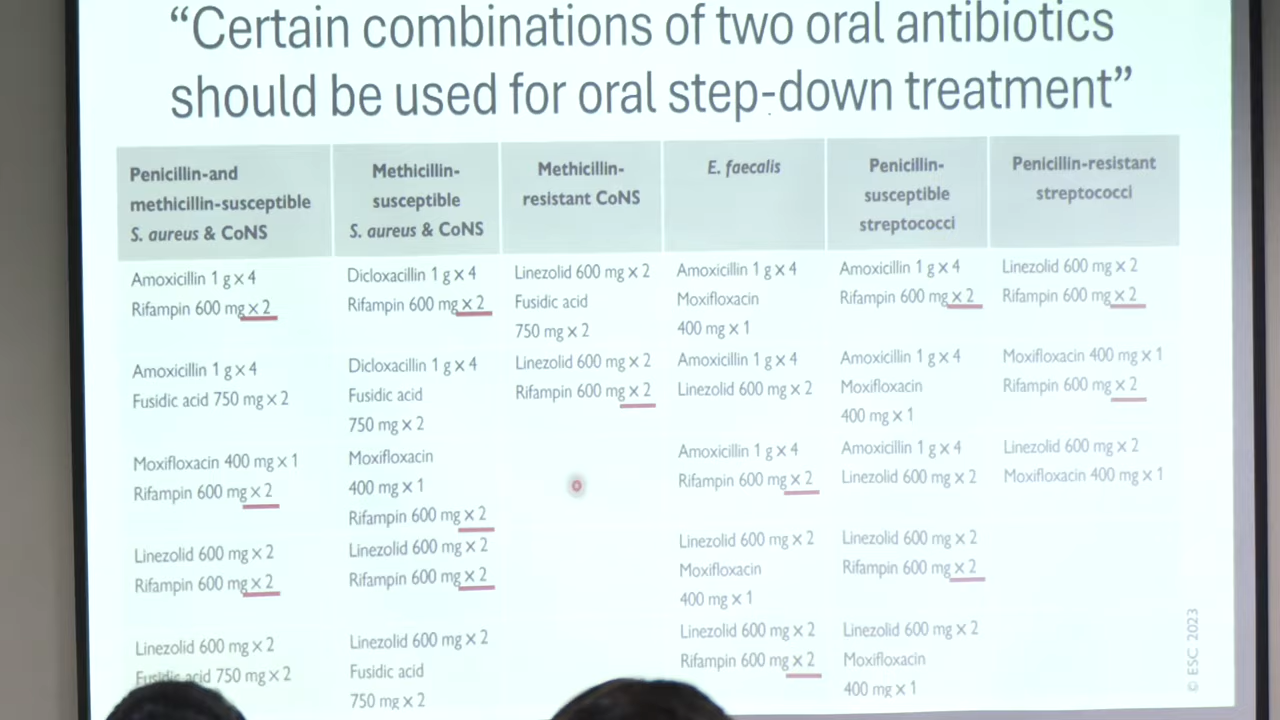 “Certain combinations of two oral antibiotics
should be used for oral step-down treatment”
Penicillin-and
methicillin-susceptible
S. aureus & CoNS
Methicillin-
susceptible
S. aureus & CoNS
Methicillin-
resistant CoNS
E. faecalis
Penicillin-
susceptible
streptococci
Penicillin-resistant
streptococci
Amoxicillin 1 g x 4
Rifampin 600 mg x 2
Dicloxacillin 1 g x 4
Rifampin 600 mg x 2
Linezolid 600 mg x 2
Fusidic acid
750 mg x 2
Amoxicillin 1 g x 4
Moxifloxacin
400 mg x 1
Amoxicillin 1 g x 4
Rifampin 600 mg x 2
Linezolid 600 mg x 2
Rifampin 600 mg x 2
Amoxicillin 1 g x 4
Fusidic acid 750 mg x 2
Dicloxacillin 1 g x 4
Fusidic acid
750 mg x 2
Linezolid 600 mg x 2
Rifampin 600 mg x 2
Amoxicillin 1 g x 4
Linezolid 600 mg x 2
Amoxicillin 1 g x 4
Moxifloxacin
400 mg x 1
Moxifloxacin 400 mg x 1
Rifampin 600 mg x 2
Moxifloxacin 400 mg x 1
Rifampin 600 mg x 2
Moxifloxacin
400 mg x 1
Rifampin 600 mg x 2
Amoxicillin 1 g x 4
Rifampin 600 mg x 2
Amoxicillin 1 g x 4
Linezolid 600 mg x 2
Linezolid 600 mg x 2
Moxifloxacin 400 mg x 1
Linezolid 600 mg x 2
Rifampin 600 mg x 2
Linezolid 600 mg x 2
Rifampin 600 mg x 2
Linezolid 600 mg x 2
Moxifloxacin
400 mg x 1
Linezolid 600 mg x 2
Rifampin 600 mg x 2
Linezolid 600 mg x 2
Fusidic acid 750 mg x 2
Linezolid 600 mg x 2
Fusidic acid
750 mg x 2
Linezolid 600 mg x 2
Rifampin 600 mg x 2
Linezolid 600 mg x 2
Moxifloxacin
400 mg x 1
© ESC 2023